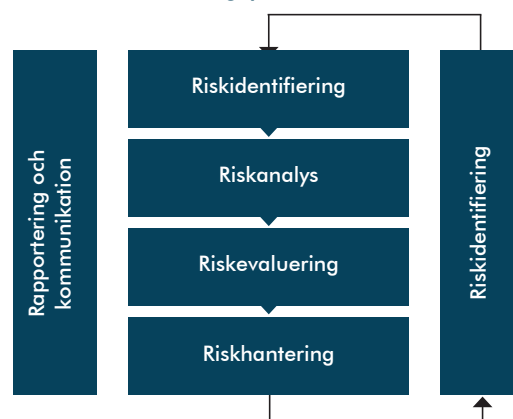 Rapportering och
kommunikation
Riskidentifiering
Riskanalys
Riskevaluering
Riskhantering
Riskidentifiering